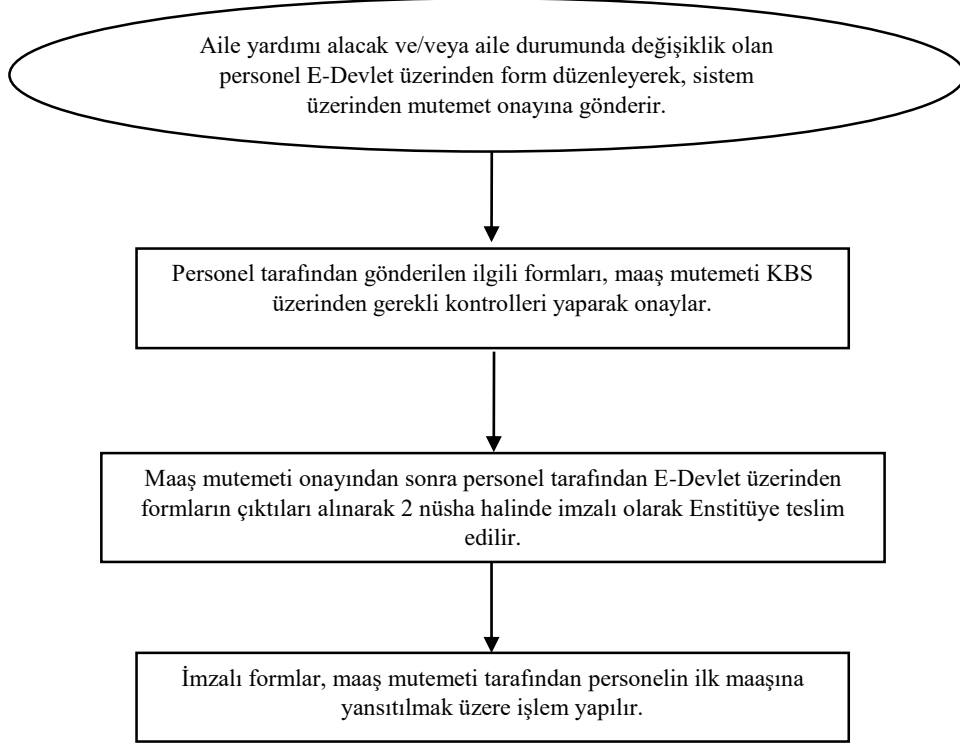 Aile yardımı alacak ve/veya aile durumunda değişiklik olan
personel E-Devlet üzerinden form düzenleyerek, sistem
üzerinden mutemet onayına gönderir.
Personel tarafından gönderilen ilgili formları, maaş mutemeti KBS
üzerinden gerekli kontrolleri yaparak onaylar.
Maaş mutemeti onayından sonra personel tarafından E-Devlet üzerinden
formların çıktıları alınarak 2 nüsha halinde imzalı olarak Enstitüye teslim
edilir.
İmzalı formlar, maaş mutemeti tarafından personelin ilk maaşına
yansıtılmak üzere işlem yapılır.